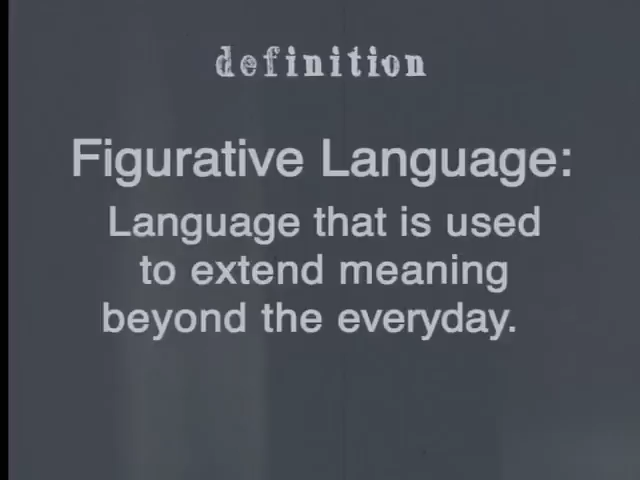 definition
Figurative Language:
Language that is used
to extend meaning
beyond the everyday.